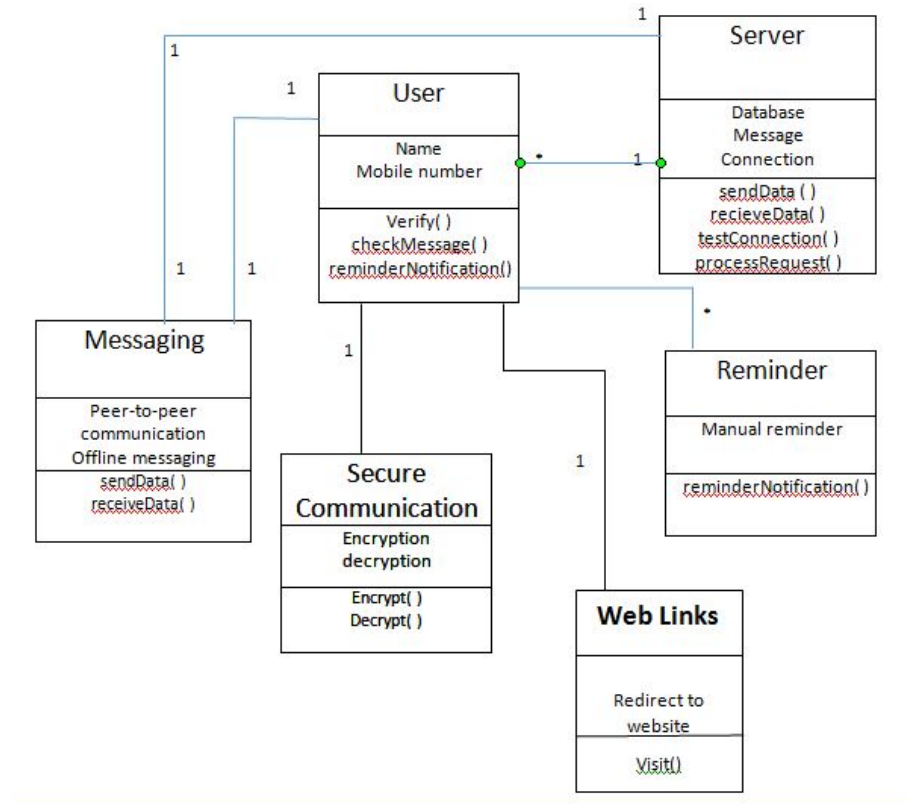 1
Server
1
1
User
Database
Message
Connection
Name
Mobile number
*
1
sendData ( )
recieveData( )
testConnection( )
processRequest( )
Verify( )
checkMessage( )
reminderNotification()
1
1
*
Messaging
1
Reminder
Peer-to-peer
communication
Offline messaging
Manual reminder
sendData( )
receiveData( )
Secure
Communication
1
reminderNotification( )
Encryption
decryption
Encrypt( )
Decrypt( )
Web Links
Redirect to
website
Visit()